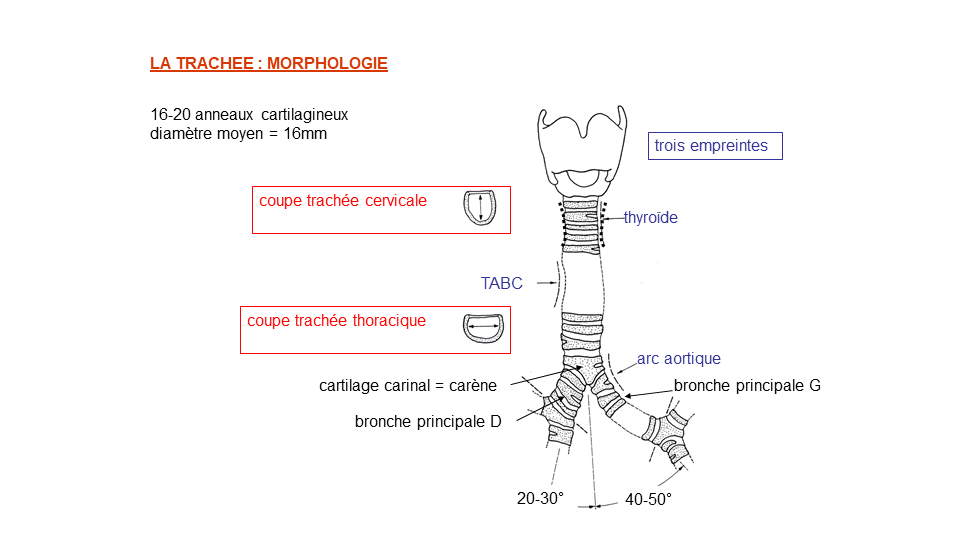 LA TRACHEE : MORPHOLOGIE
16-20 anneaux cartilagineux
diamètre moyen = 16mm
trois empreintes
coupe trachée cervicale
thyroïde
TABC
coupe trachée thoracique
arc aortique
cartilage carinal = carène
bronche principale G
bronche principale D
20-30°
40-50°